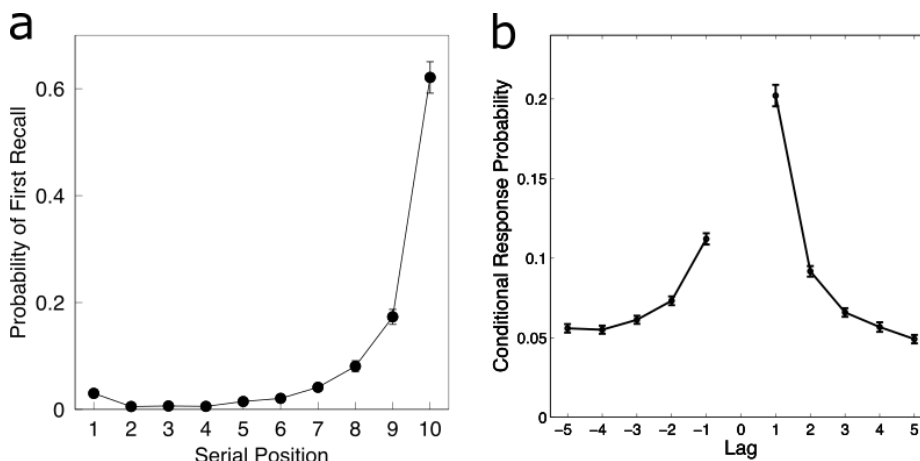 a
Probability of First Recall
0.6
0.4
0.2
0
1 2 3 4 5 6 7 8 9 10
Serial Position
b
Conditional Response Probability
0.2
0.15
0.1
0.05
0
−5 −4 −3 −2 −1 0 1 2 3 4 5
Lag